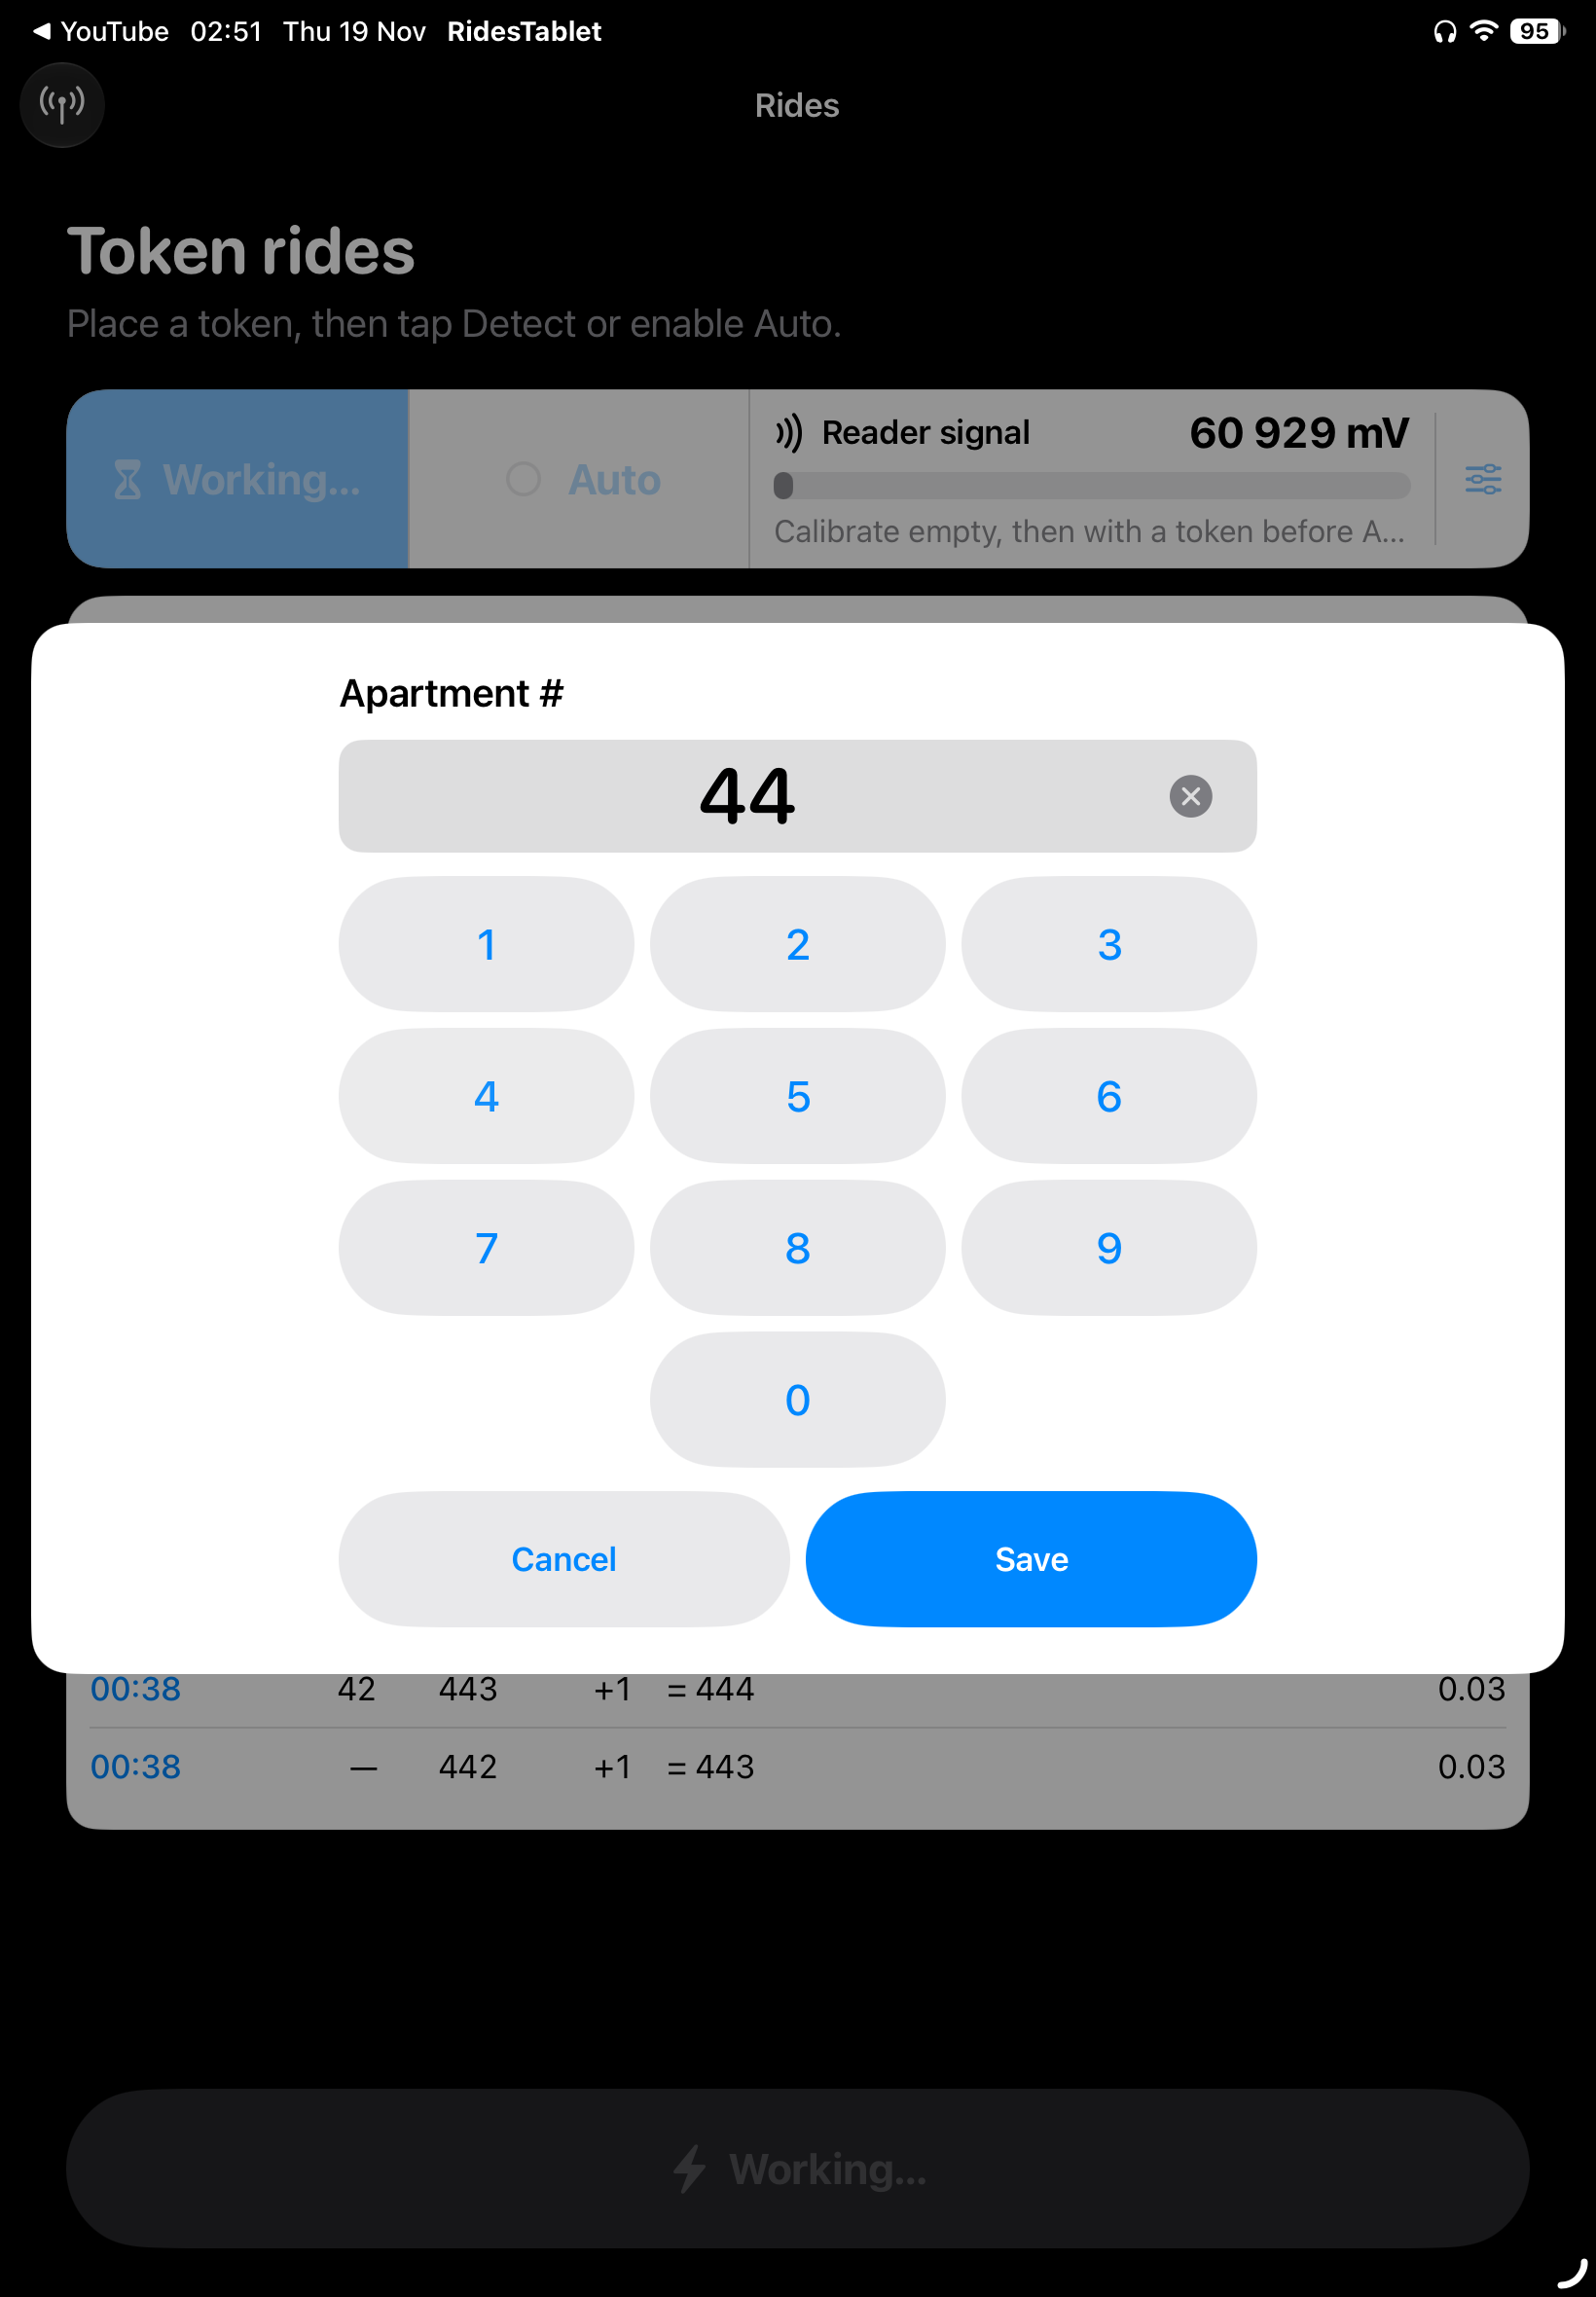 YouTube 02:51 Thu 19 Nov RidesTablet 95
Rides
Token rides
Place a token, then tap Detect or enable Auto.
Working...
Auto
Reader signal 60 929 mV
Calibrate empty, then with a token before A...
Apartment #
44
1 2 3
4 5 6
7 8 9
0
Cancel Save
00:38 42 443 +1 = 444 0.03
00:38 — 442 +1 = 443 0.03
Working...